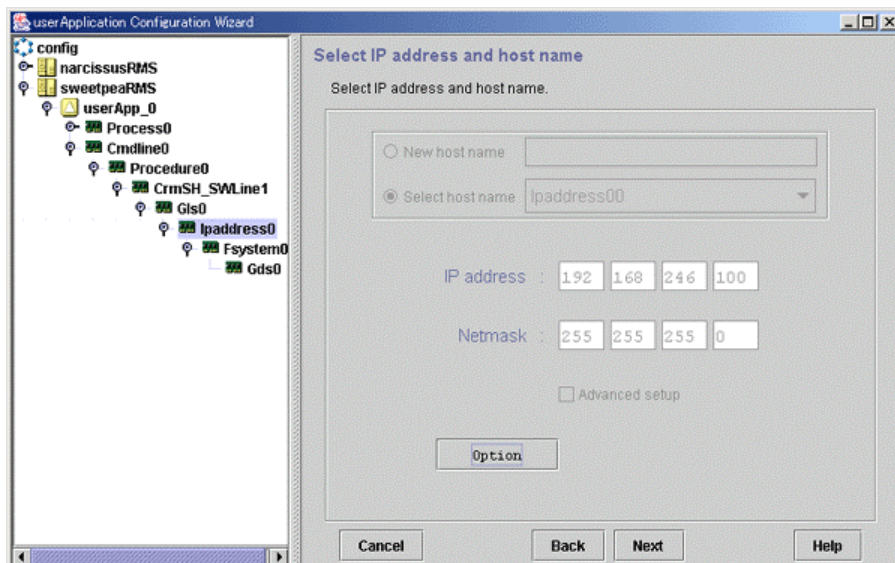 userApplication Configuration Wizard
config
narcissusRMS
sweetpeaRMS
userApp_0
Process0
Cmdline0
Procedure0
CrmSH_SWLine1
Gls0
Ipaddress0
Fsystem0
Gds0
Select IP address and host name
Select IP address and host name.
New host name
Select host name Ipaddress00
IP address : 192 168 246 100
Netmask : 255 255 255 0
Advanced setup
Option
Cancel Back Next Help